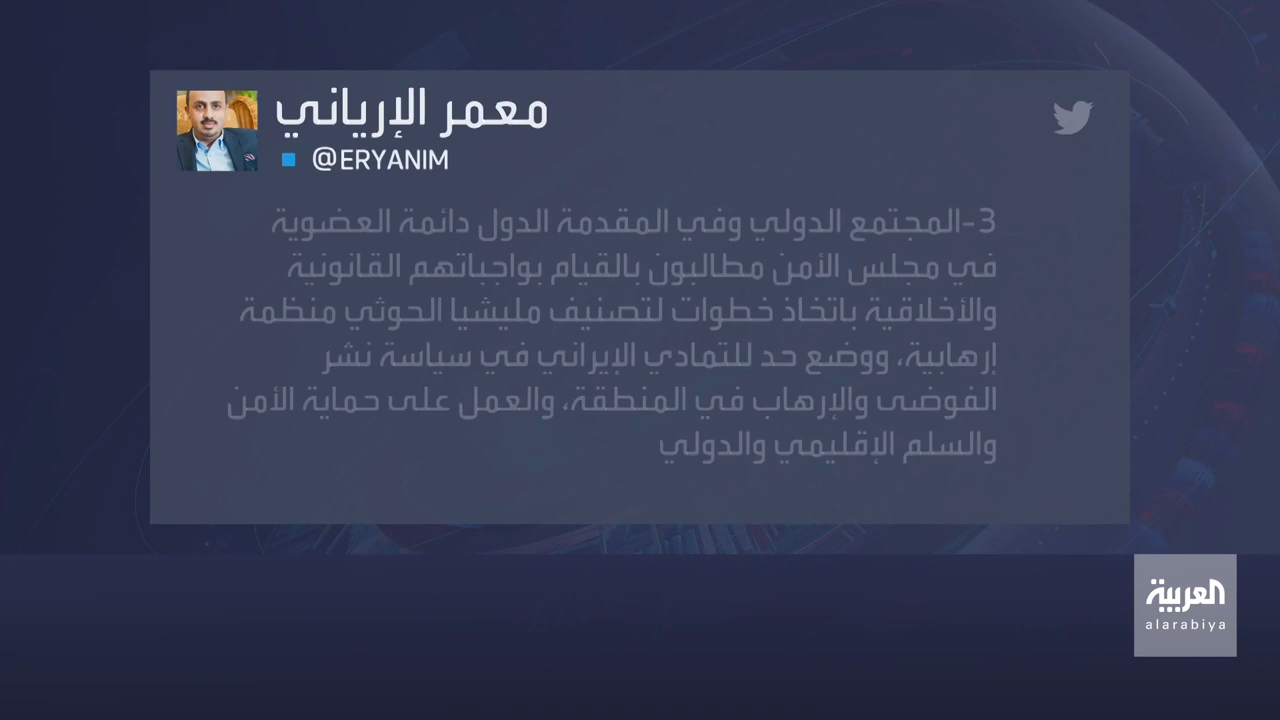 معمر الإرياني
@ERYANIM
3-المجتمع الدولي وفي المقدمة الدول دائمة العضوية
في مجلس الأمن مطالبون بالقيام بواجباتهم القانونية
والأخلاقية باتخاذ خطوات لتصنيف مليشيا الحوثي منظمة
إرهابية، ووضع حد للتمادي الإيراني في سياسة نشر
الفوضى والإرهاب في المنطقة، والعمل على حماية الأمن
والسلم الإقليمي والدولي
العربية
alarabiya